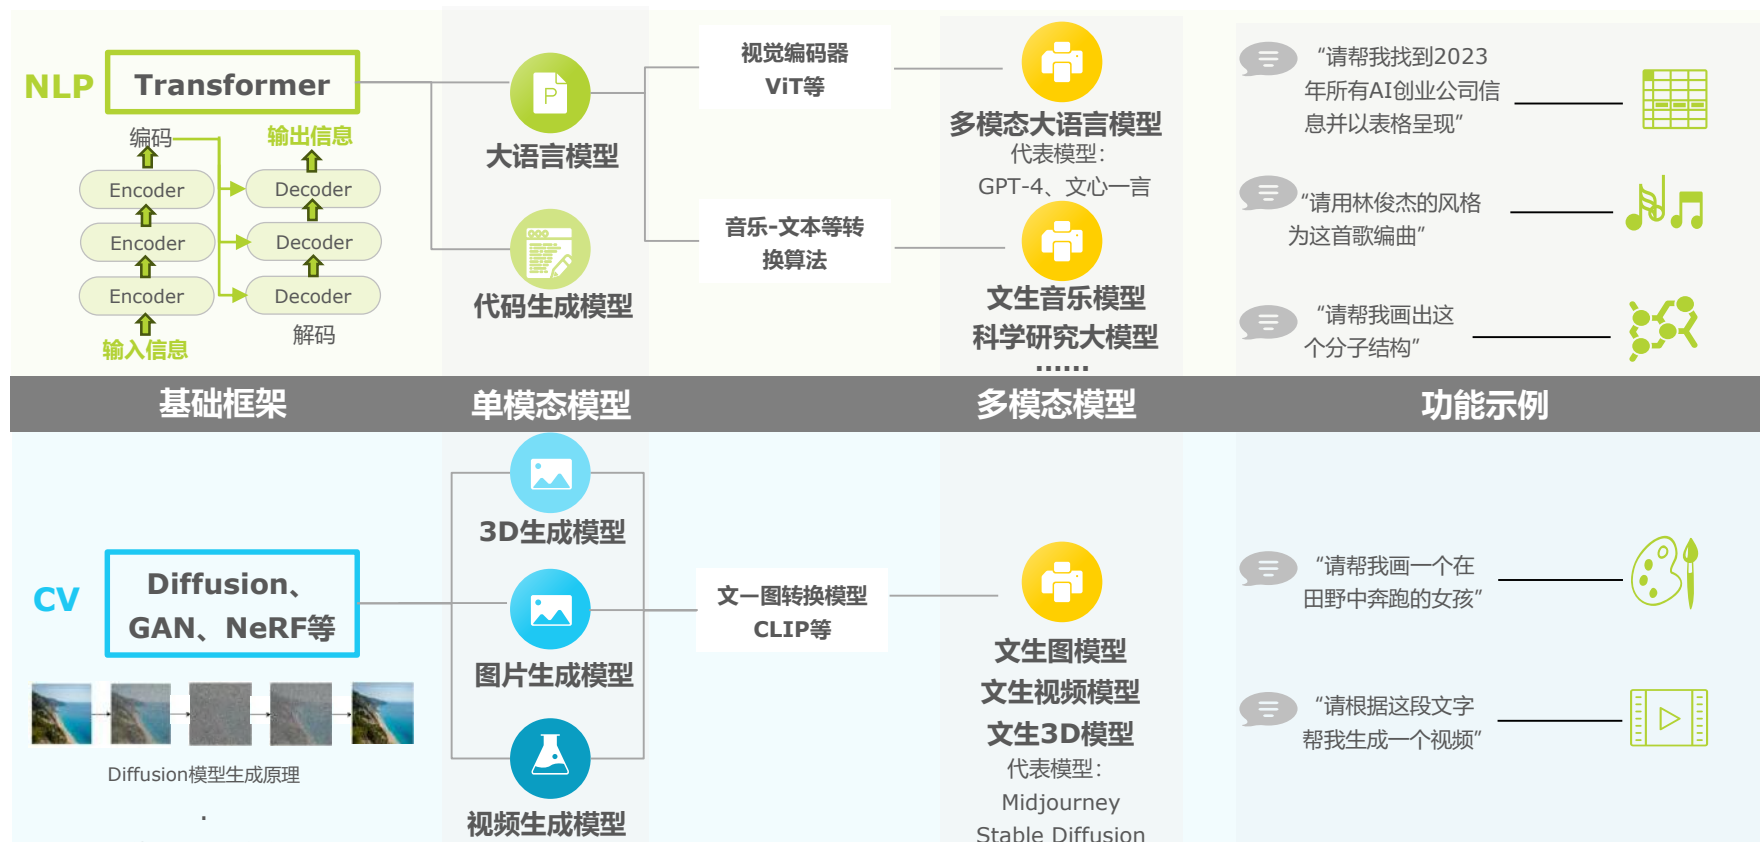 NLP
Transformer
编码
输出信息
Encoder
Decoder
Encoder
Decoder
Encoder
Decoder
输入信息
解码
大语言模型
代码生成模型
视觉编码器
ViT等
音乐-文本等转
换算法
多模态大语言模型
代表模型：
GPT-4、文心一言
文生音乐模型
科学研究大模型
......
“请帮我找到2023
年所有AI创业公司信
息并以表格呈现”
“请用林俊杰的风格
为这首歌编曲”
“请帮我画出这
个分子结构”
基础框架
单模态模型
多模态模型
功能示例
CV
Diffusion、
GAN、NeRF等
Diffusion模型生成原理
.
3D生成模型
图片生成模型
视频生成模型
文一图转换模型
CLIP等
文生图模型
文生视频模型
文生3D模型
代表模型：
Midjourney
Stable Diffusion
“请帮我画一个在
田野中奔跑的女孩”
“请根据这段文字
帮我生成一个视频”
P